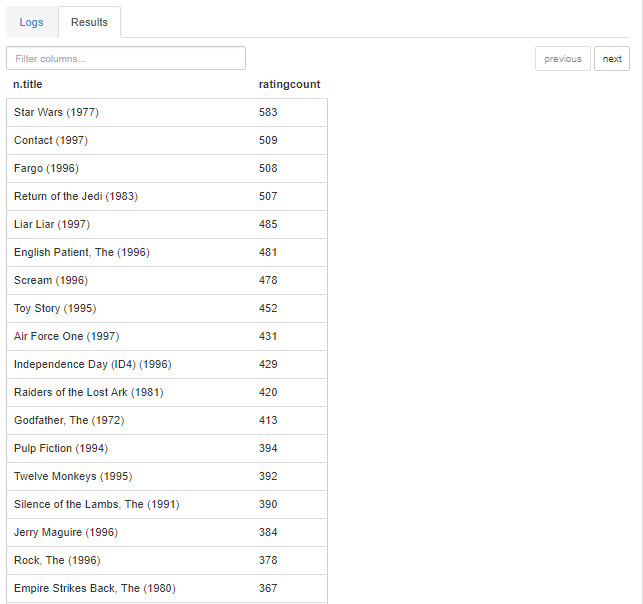 Logs Results
Filter columns... previous next
n.title ratingcount
Star Wars (1977) 583
Contact (1997) 509
Fargo (1996) 508
Return of the Jedi (1983) 507
Liar Liar (1997) 485
English Patient, The (1996) 481
Scream (1996) 478
Toy Story (1995) 452
Air Force One (1997) 431
Independence Day (ID4) (1996) 429
Raiders of the Lost Ark (1981) 420
Godfather, The (1972) 413
Pulp Fiction (1994) 394
Twelve Monkeys (1995) 392
Silence of the Lambs, The (1991) 390
Jerry Maguire (1996) 384
Rock, The (1996) 378
Empire Strikes Back, The (1980) 367